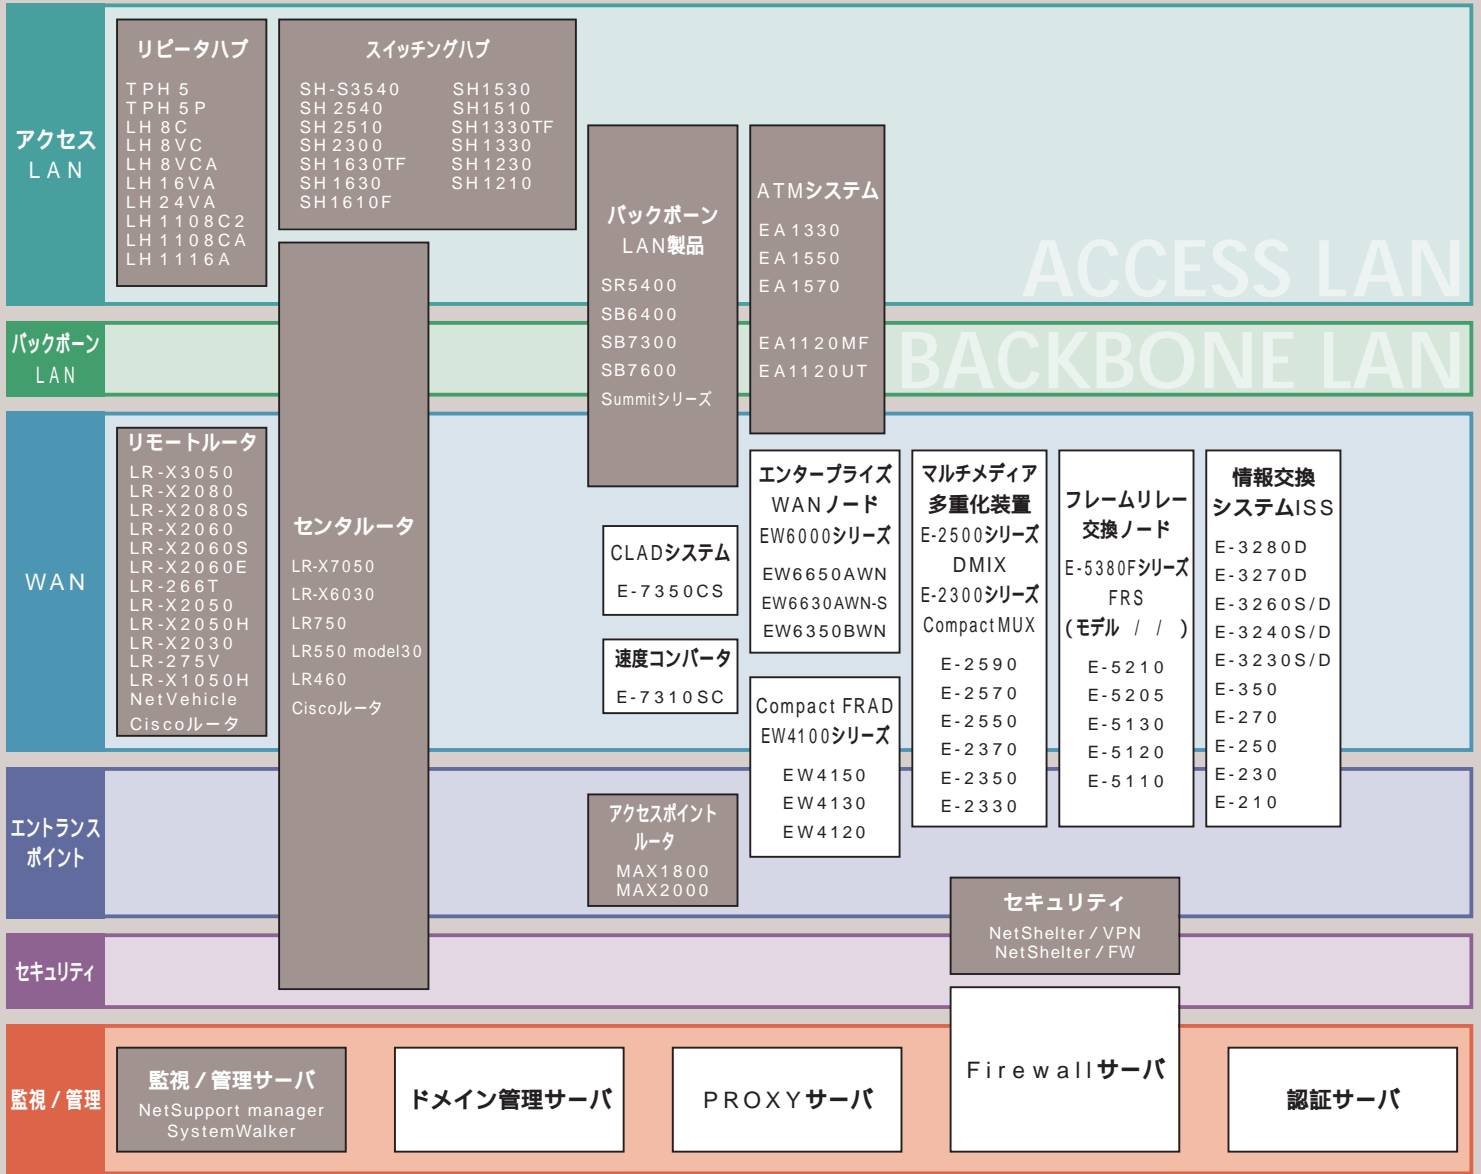 アクセス
LAN
リピータハブ
TPH5
TPH5P
LH8C
LH8VC
LH8VCA
LH16VA
LH24VA
LH1108C2
LH1108CA
LH1116A
スイッチングハブ
SH-S3540
SH2540
SH2510
SH2300
SH1630TF
SH1630
SH1610F
SH1530
SH1510
SH1330TF
SH1330
SH1230
SH1210
バックボーン
LAN製品
SR5400
SB6400
SB7300
SB7600
Summitシリーズ
ATMシステム
EA1330
EA1550
EA1570
EA1120MF
EA1120UT
ACCESS LAN
バックボーン
LAN
BACKBONE LAN
WAN
リモートルータ
LR-X3050
LR-X2080
LR-X2080S
LR-X2060
LR-X2060S
LR-X2060E
LR-266T
LR-X2050
LR-X2050H
LR-X2030
LR-275V
LR-X1050H
NetVehicle
Ciscoルータ
センタルータ
LR-X7050
LR-X6030
LR750
LR550 model30
LR460
Ciscoルータ
CLADシステム
E-7350CS
速度コンバータ
E-7310SC
エンタープライズ
WANノード
EW6000シリーズ
EW6650AWN
EW6630AWN-S
EW6350BWN
Compact FRAD
EW4100シリーズ
EW4150
EW4130
EW4120
マルチメディア
多重化装置
E-2500シリーズ
DMIX
E-2300シリーズ
Compact MUX
E-2590
E-2570
E-2550
E-2370
E-2350
E-2330
フレームリレー
交換ノード
E-5380Fシリーズ
FRS
(モデル / / )
E-5210
E-5205
E-5130
E-5120
E-5110
情報交換
システムISS
E-3280D
E-3270D
E-3260S/D
E-3240S/D
E-3230S/D
E-350
E-270
E-250
E-230
E-210
エントランス
ポイント
アクセスポイント
ルータ
MAX1800
MAX2000
セキュリティ
NetShelter/VPN
NetShelter/FW
セキュリティ
監視/管理
監視/管理サーバ
NetSupport manager
SystemWalker
ドメイン管理サーバ
PROXYサーバ
Firewallサーバ
認証サーバ